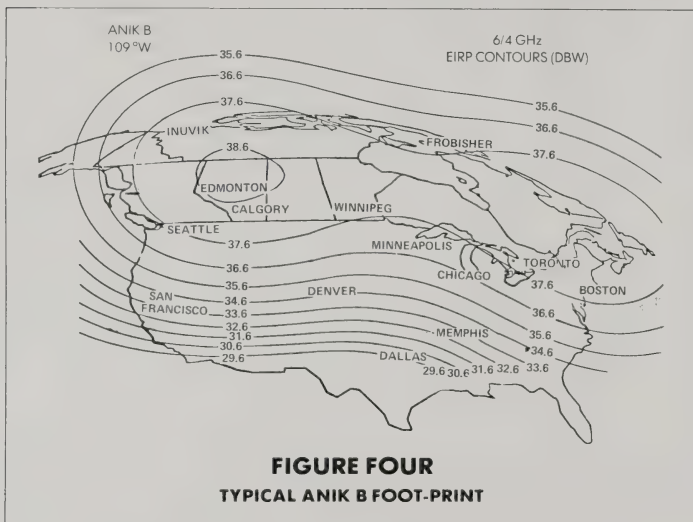 ANIK B
109 °W
6/4 GHz
EIRP CONTOURS (DBW)
35.6
36.6
37.6
35.6
36.6
37.6
INUVIK
FROBISHER
38.6
EDMONTON
CALGORY
WINNIPEG
SEATTLE
37.6
MINNEAPOLIS
TORONTO
36.6
CHICAGO
37.6
BOSTON
35.6
SAN
FRANCISCO
34.6
DENVER
33.6
36.6
32.6
MEMPHIS
35.6
31.6
34.6
30.6
DALLAS
29.6
29.6 30.6 31.6 32.6 33.6
FIGURE FOUR
TYPICAL ANIK B FOOT-PRINT